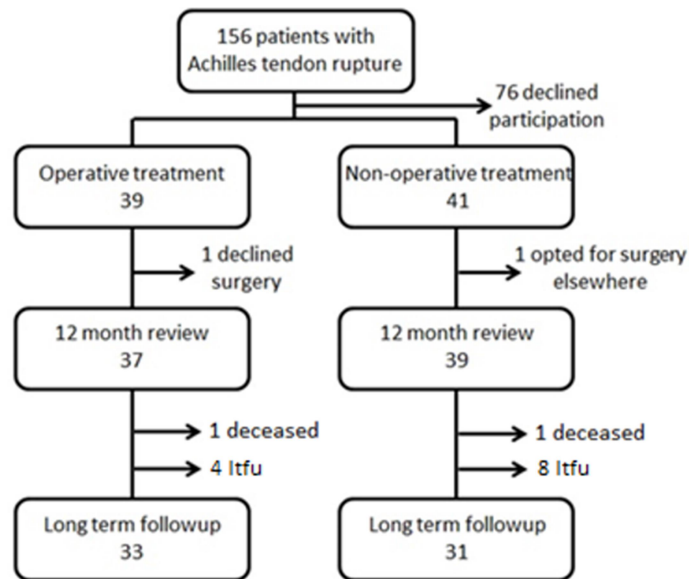 156 patients with
Achilles tendon rupture
76 declined
participation
Operative treatment
39
Non-operative treatment
41
1 declined
surgery
1 opted for surgery
elsewhere
12 month review
37
12 month review
39
1 deceased
4 ltfu
1 deceased
8 ltfu
Long term followup
33
Long term followup
31